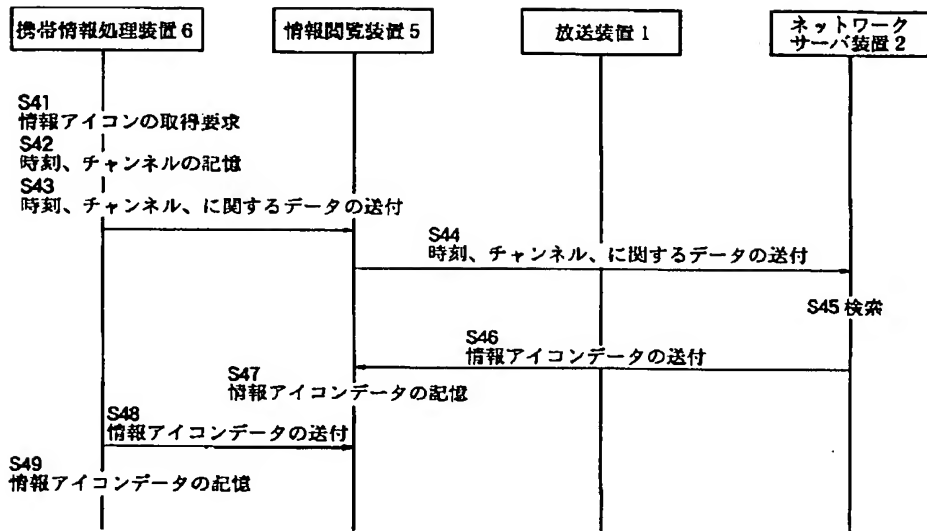 携帯情報処理装置6
情報閲覧装置5
放送装置1
ネットワーク
サーバ装置2
S41
情報アイコンの取得要求
S42
時刻、チャンネルの記憶
S43
時刻、チャンネル、に関するデータの送付
S44
時刻、チャンネル、に関するデータの送付
S45 検索
S46
情報アイコンデータの送付
S47
情報アイコンデータの記憶
S48
情報アイコンデータの送付
S49
情報アイコンデータの記憶